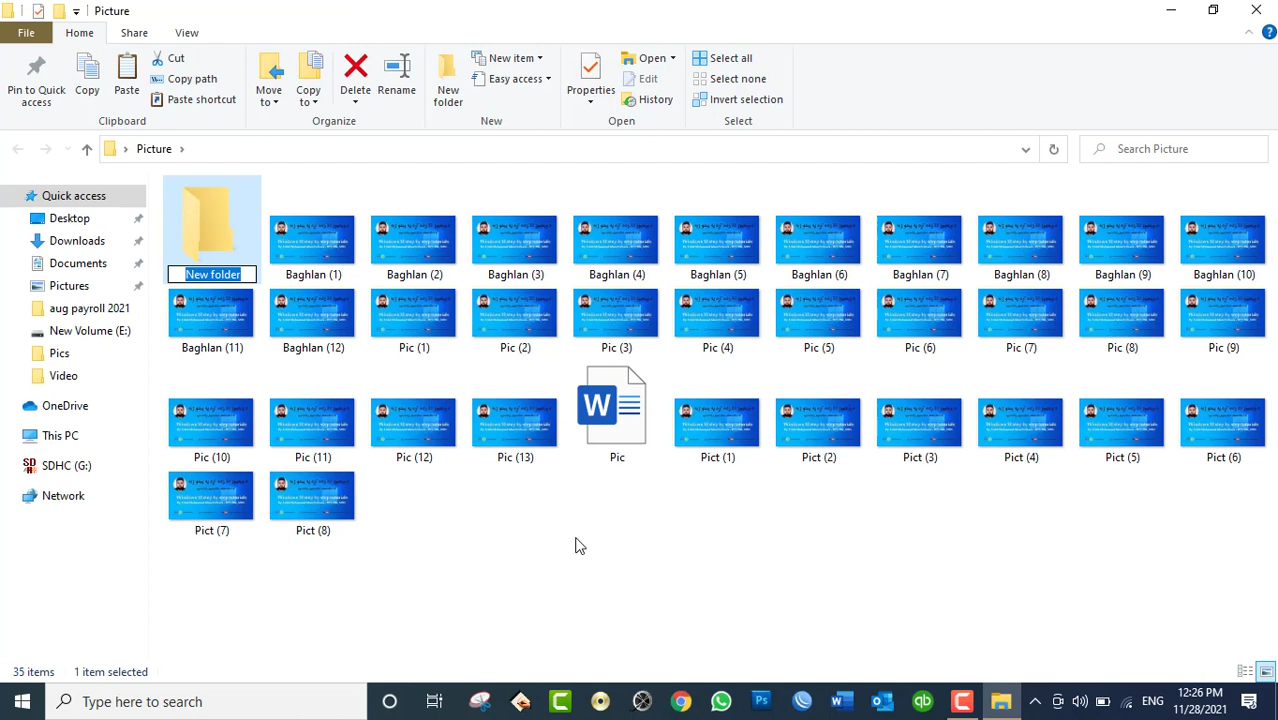 Picture
File Home Share View
Pin to Quick access
Copy
Paste
Cut
Copy path
Paste shortcut
Clipboard
Move to
Copy to
Delete
Rename
Organize
New folder
New item
Easy access
New
Properties
Open
Edit
History
Open
Select all
Select none
Invert selection
Select
Picture
Search Picture
Quick access
Desktop
Downloads
Documents
Pictures
aug payroll 2021
New Volume (E:)
Pics
Video
OneDrive
This PC
SDHC (G:)
Network
New folder Baghlan (1) Baghlan (2) Baghlan (3) Baghlan (4) Baghlan (5) Baghlan (6) Baghlan (7) Baghlan (8) Baghlan (9) Baghlan (10)
Baghlan (11) Baghlan (12) Pic (1) Pic (2) Pic (3) Pic (4) Pic (5) Pic (6) Pic (7) Pic (8) Pic (9)
Pic (10) Pic (11) Pic (12) Pic (13) Pic Pict (1) Pict (2) Pict (3) Pict (4) Pict (5) Pict (6)
Pict (7) Pict (8)
35 items 1 item selected
Type here to search
ENG
12:26 PM
11/28/2021